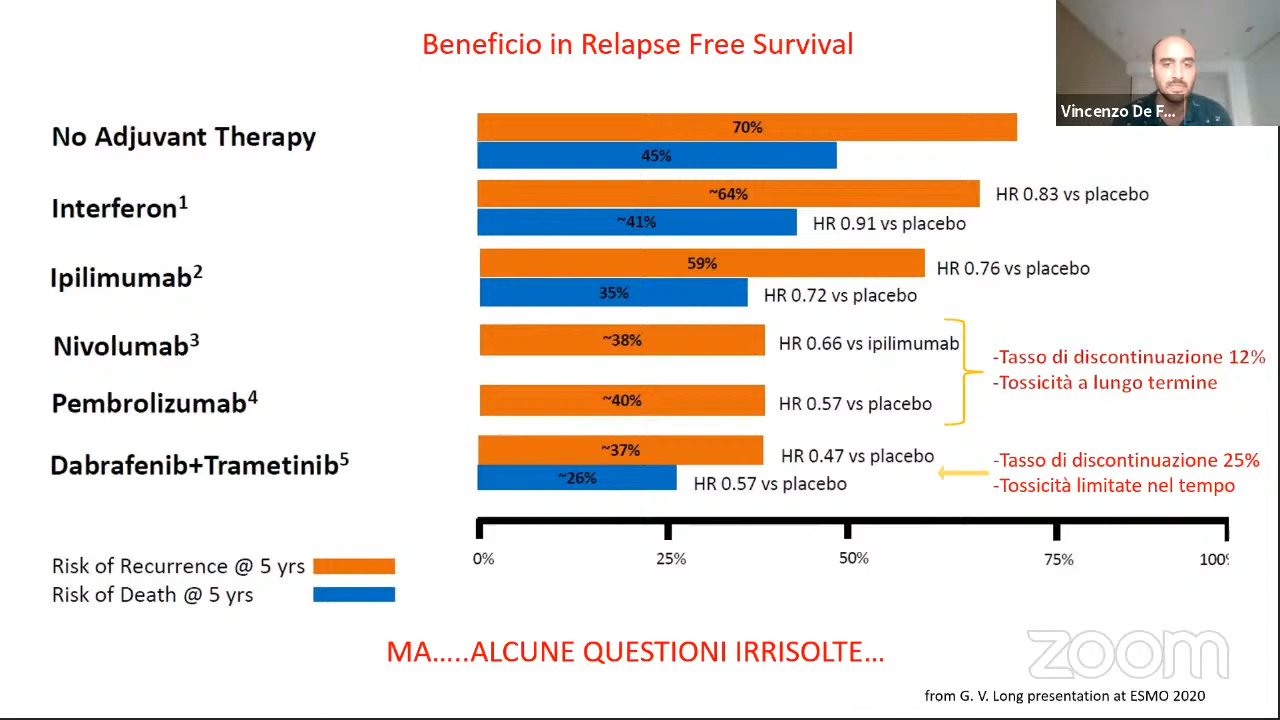 Beneficio in Relapse Free Survival
Vincenzo De F...
No Adjuvant Therapy
70%
45%
Interferon¹
~64%
HR 0.83 vs placebo
~41%
HR 0.91 vs placebo
Ipilimumab²
59%
HR 0.76 vs placebo
35%
HR 0.72 vs placebo
Nivolumab³
~38%
HR 0.66 vs ipilimumab
-Tasso di discontinuazione 12%
-Tossicità a lungo termine
Pembrolizumab⁴
~40%
HR 0.57 vs placebo
Dabrafenib+Trametinib⁵
~37%
HR 0.47 vs placebo
~26%
HR 0.57 vs placebo
-Tasso di discontinuazione 25%
-Tossicità limitate nel tempo
0% 25% 50% 75% 100%
Risk of Recurrence @ 5 yrs
Risk of Death @ 5 yrs
MA.....ALCUNE QUESTIONI IRRISOLTE...
zoom
from G. V. Long presentation at ESMO 2020